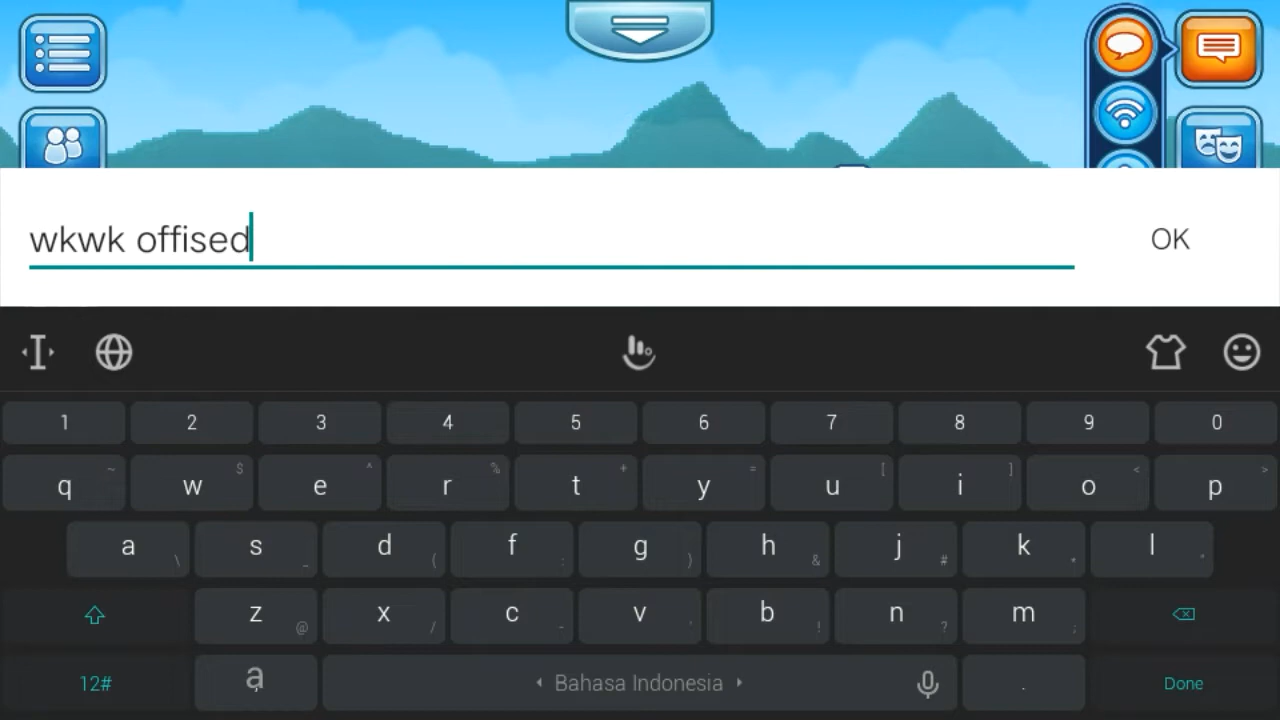 wkwk offised
OK
1 2 3 4 5 6 7 8 9 0
~ $ ^ % + = [ ] < >
q w e r t y u i o p
a s d f g h j k l
\ _ ( : ) & # *
z x c v b n m
@ / - ' ! ? ;
12# a , Bahasa Indonesia . Done